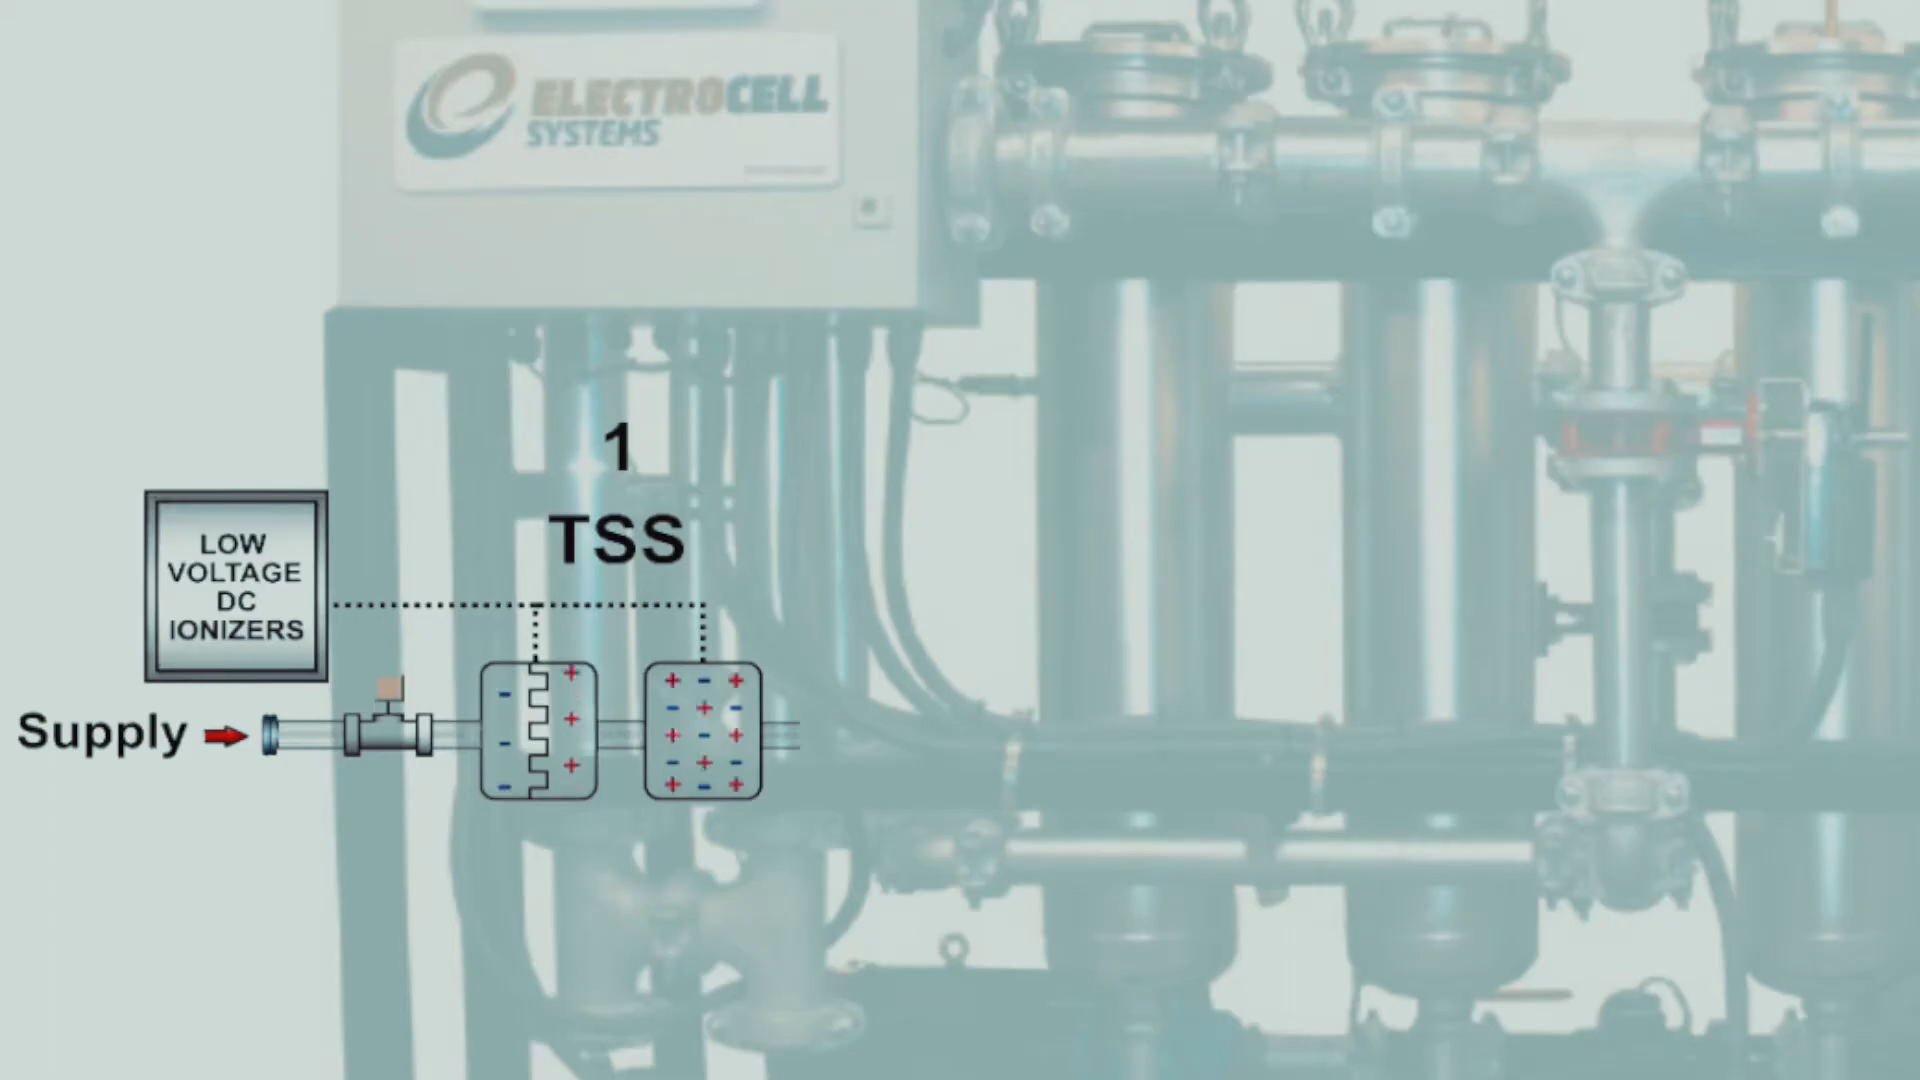 ELECTROCELL
SYSTEMS
1
TSS
LOW
VOLTAGE
DC
IONIZERS
Supply